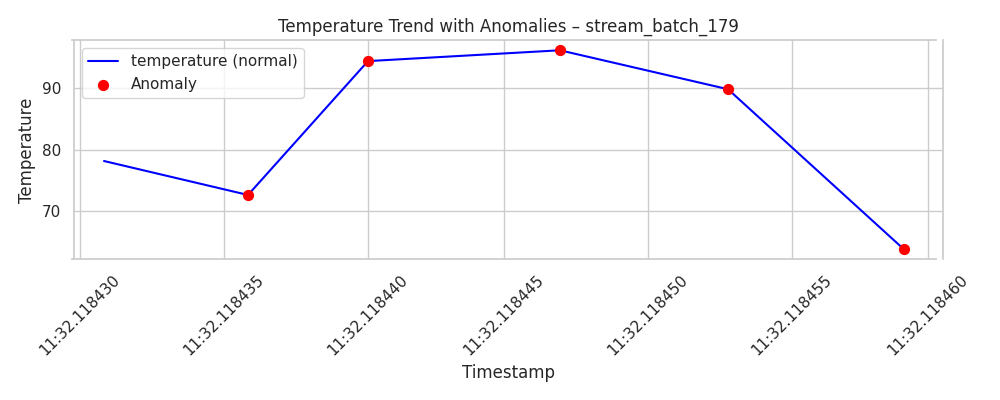 Temperature Trend with Anomalies – stream_batch_179
temperature (normal)
Anomaly
Temperature
90
80
70
11:32.118430
11:32.118435
11:32.118440
11:32.118445
11:32.118450
11:32.118455
11:32.118460
Timestamp